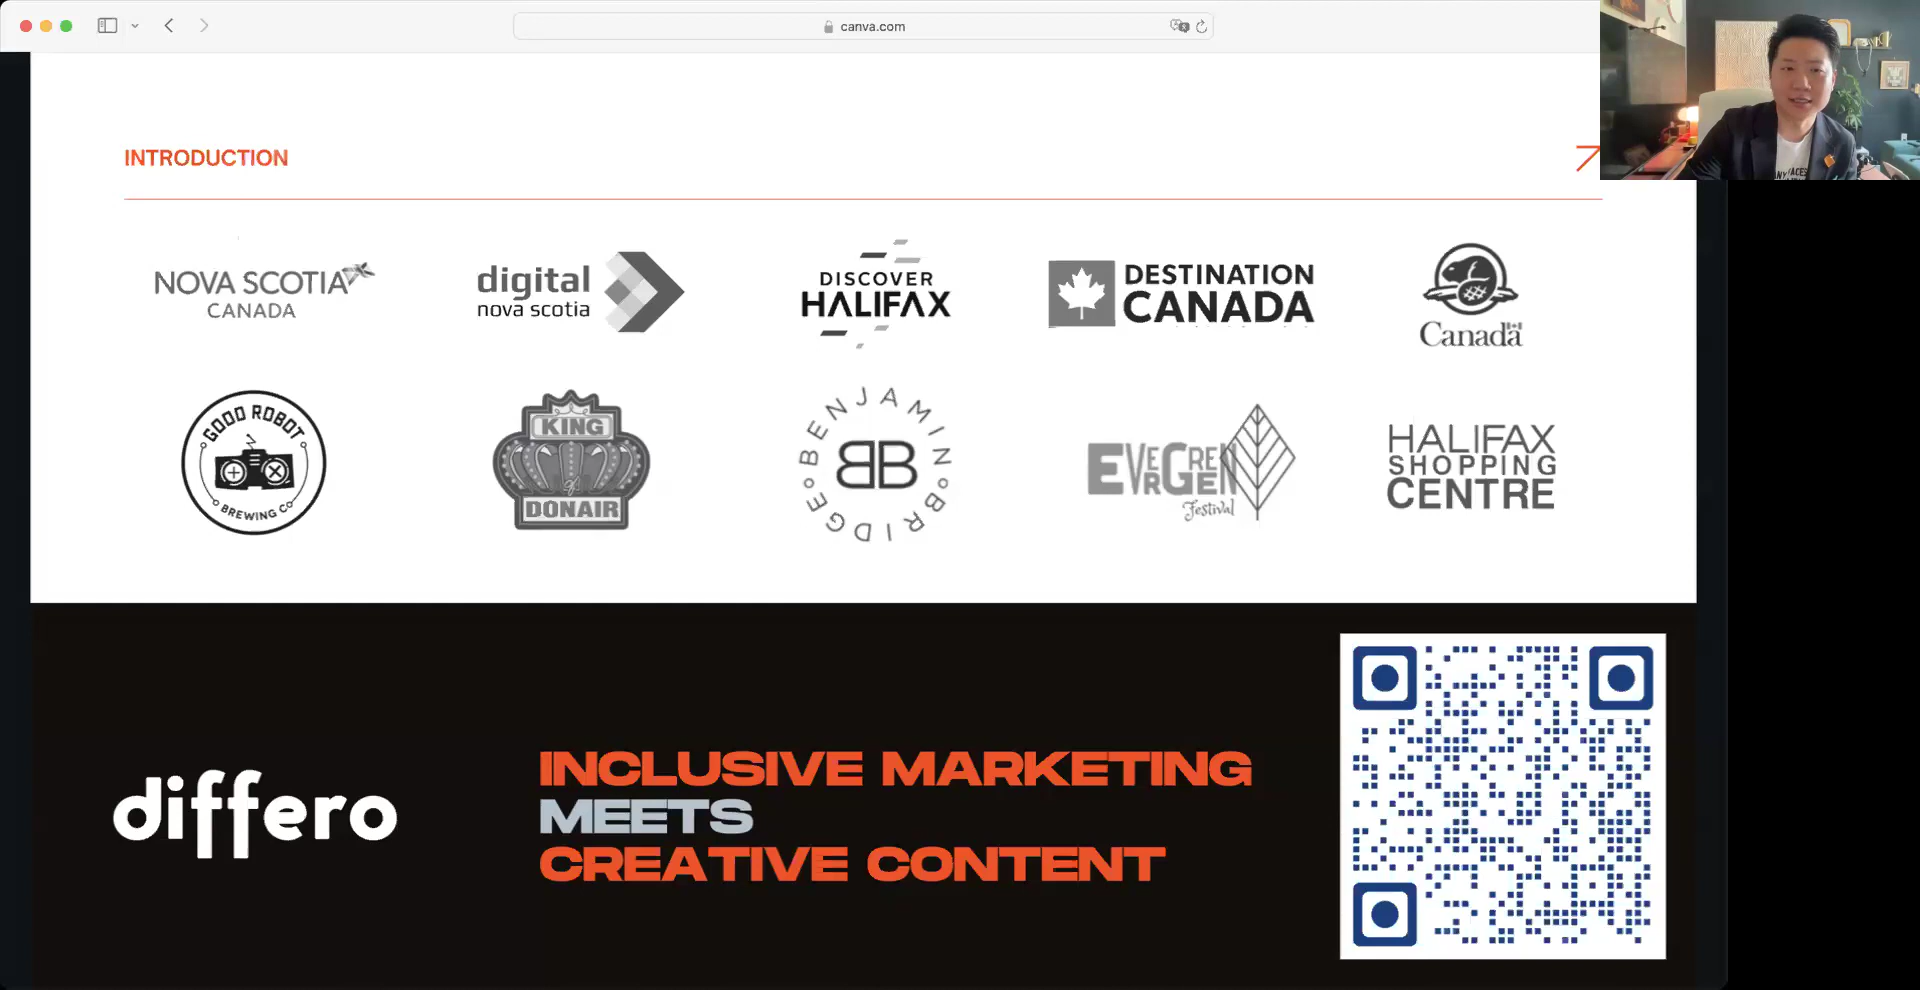 canva.com
INTRODUCTION
NOVA SCOTIA
CANADA
digital
nova scotia
DISCOVER
HALIFAX
DESTINATION
CANADA
Canada
GOOD ROBOT
BREWING CO
KING
of
DONAIR
BENJAMIN
BRIDGE
BB
EVERGREEN
Festival
HALIFAX
SHOPPING
CENTRE
differo
INCLUSIVE MARKETING
MEETS
CREATIVE CONTENT